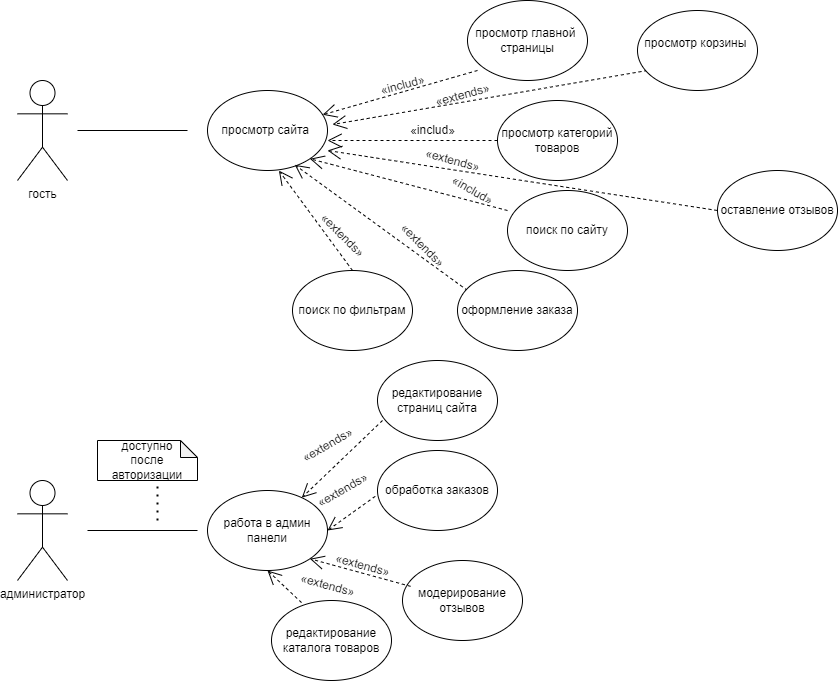 просмотр главной
страницы
просмотр корзины
«includ»
«extends»
просмотр сайта
«includ»
просмотр категорий
товаров
«extends»
«includ»
гость
оставление отзывов
поиск по сайту
«extends»
«extends»
поиск по фильтрам
оформление заказа
редактирование
страниц сайта
«extends»
доступно
после
авторизации
«extends»
обработка заказов
работа в админ
панели
«extends»
«extends»
администратор
модерирование
отзывов
редактирование
каталога товаров